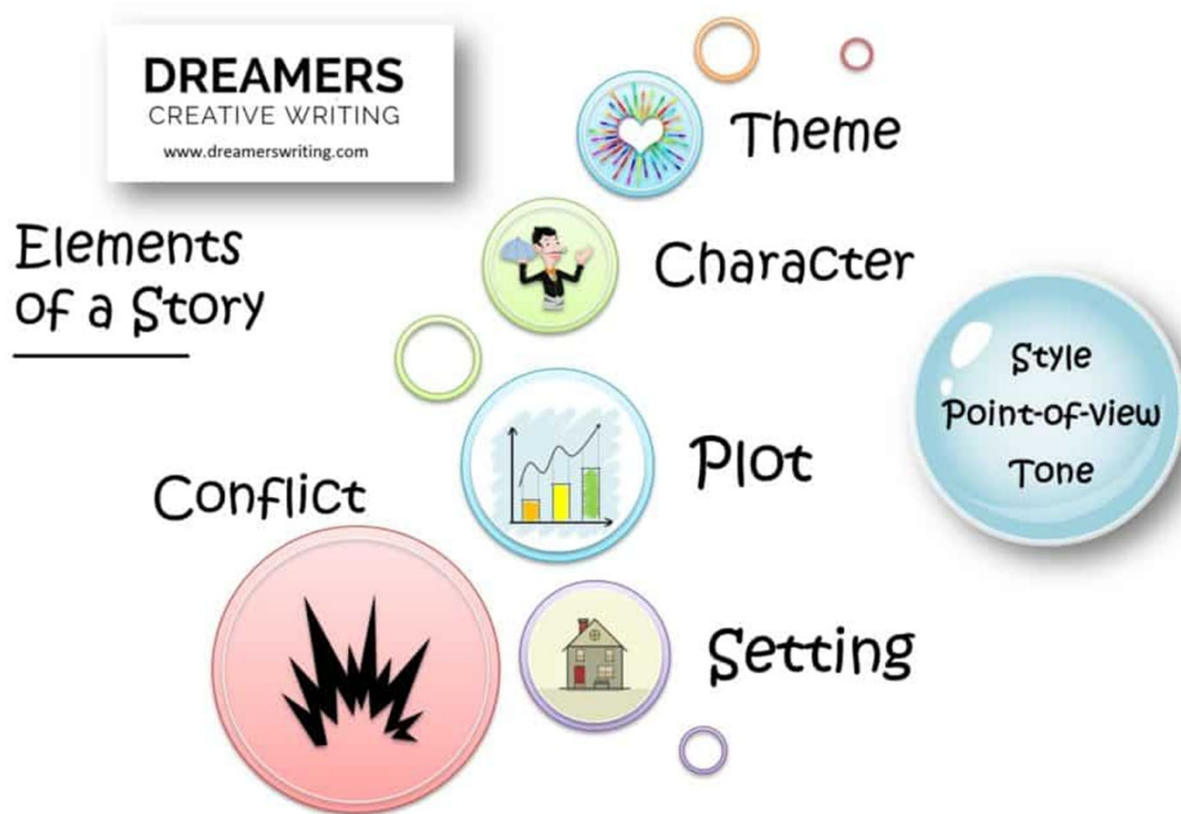 DREAMERS
CREATIVE WRITING
www.dreamerswriting.com
Elements
of a Story
Theme
Character
Plot
Conflict
Setting
Style
Point-of-view
Tone